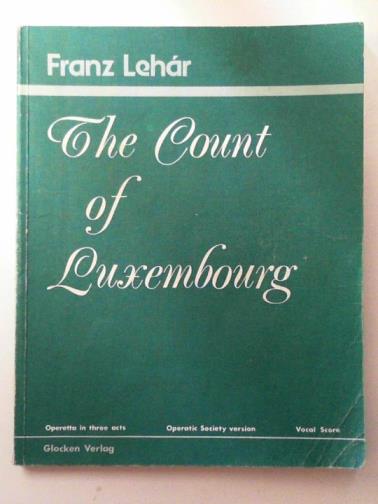 Franz Lehár
The Count
of
Luxembourg
Operetta in three acts Operatic Society version Vocal Score
Glocken Verlag